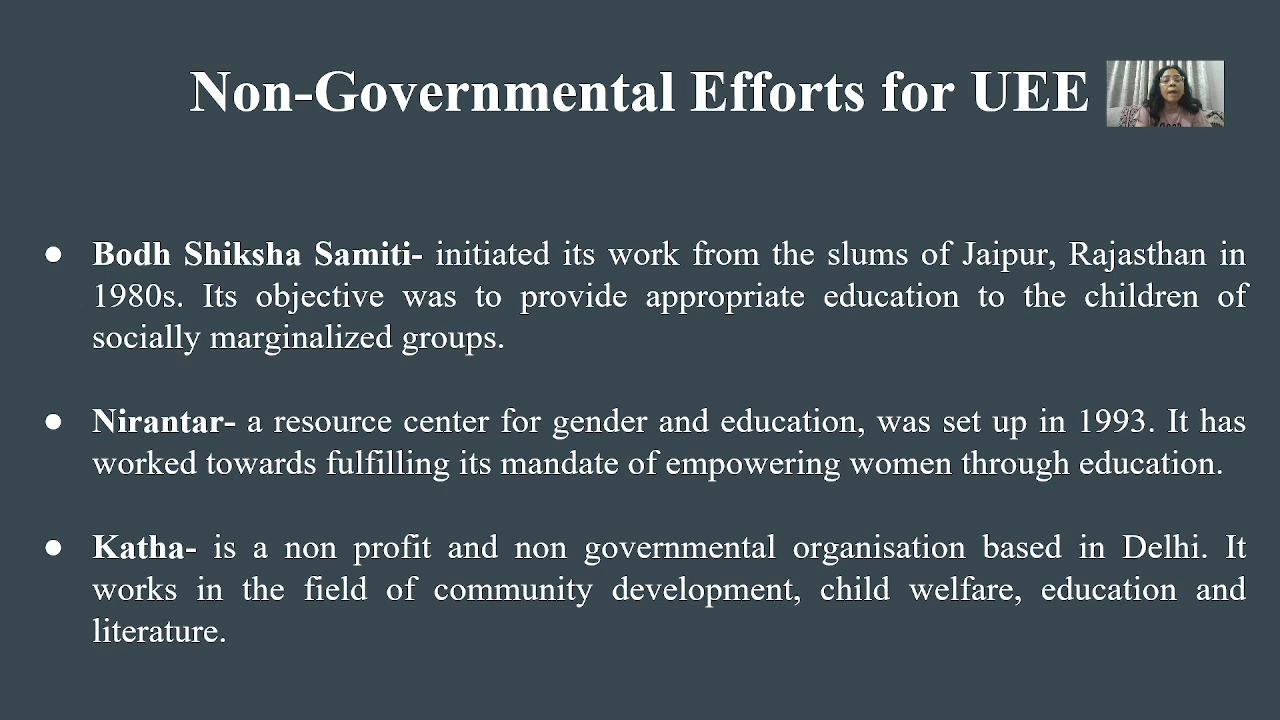 Non-Governmental Efforts for UEE
● Bodh Shiksha Samiti- initiated its work from the slums of Jaipur, Rajasthan in
1980s. Its objective was to provide appropriate education to the children of
socially marginalized groups.
● Nirantar- a resource center for gender and education, was set up in 1993. It has
worked towards fulfilling its mandate of empowering women through education.
● Katha- is a non profit and non governmental organisation based in Delhi. It
works in the field of community development, child welfare, education and
literature.